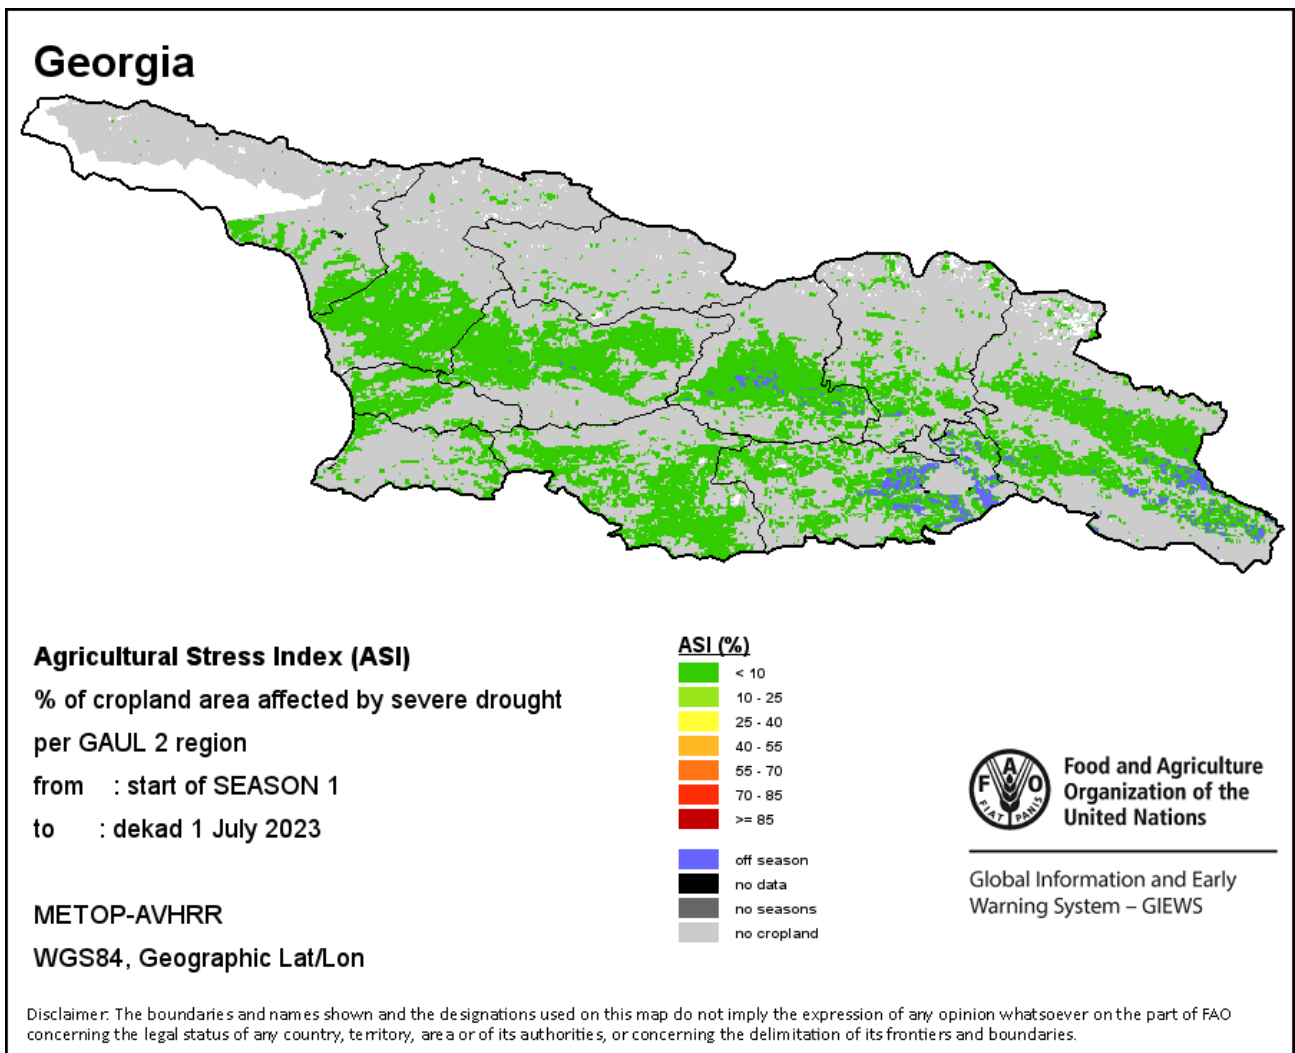 Georgia
Agricultural Stress Index (ASI)
% of cropland area affected by severe drought
per GAUL 2 region
from : start of SEASON 1
to : dekad 1 July 2023
METOP-AVHRR
WGS84, Geographic Lat/Lon
ASI (%)
< 10
10 - 25
25 - 40
40 - 55
55 - 70
70 - 85
>= 85
off season
no data
no seasons
no cropland
F A O
FIAT PANIS
Food and Agriculture
Organization of the
United Nations
Global Information and Early
Warning System – GIEWS
Disclaimer: The boundaries and names shown and the designations used on this map do not imply the expression of any opinion whatsoever on the part of FAO
concerning the legal status of any country, territory, area or of its authorities, or concerning the delimitation of its frontiers and boundaries.